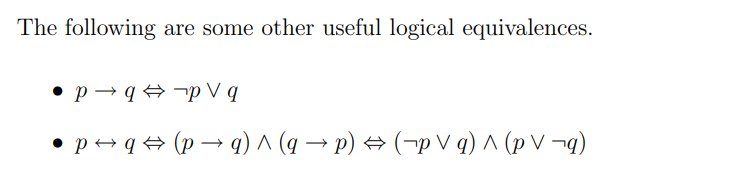 The following are some other useful logical equivalences.
• p → q ⇔ ¬p ∨ q
• p ↔ q ⇔ (p → q) ∧ (q → p) ⇔ (¬p ∨ q) ∧ (p ∨ ¬q)